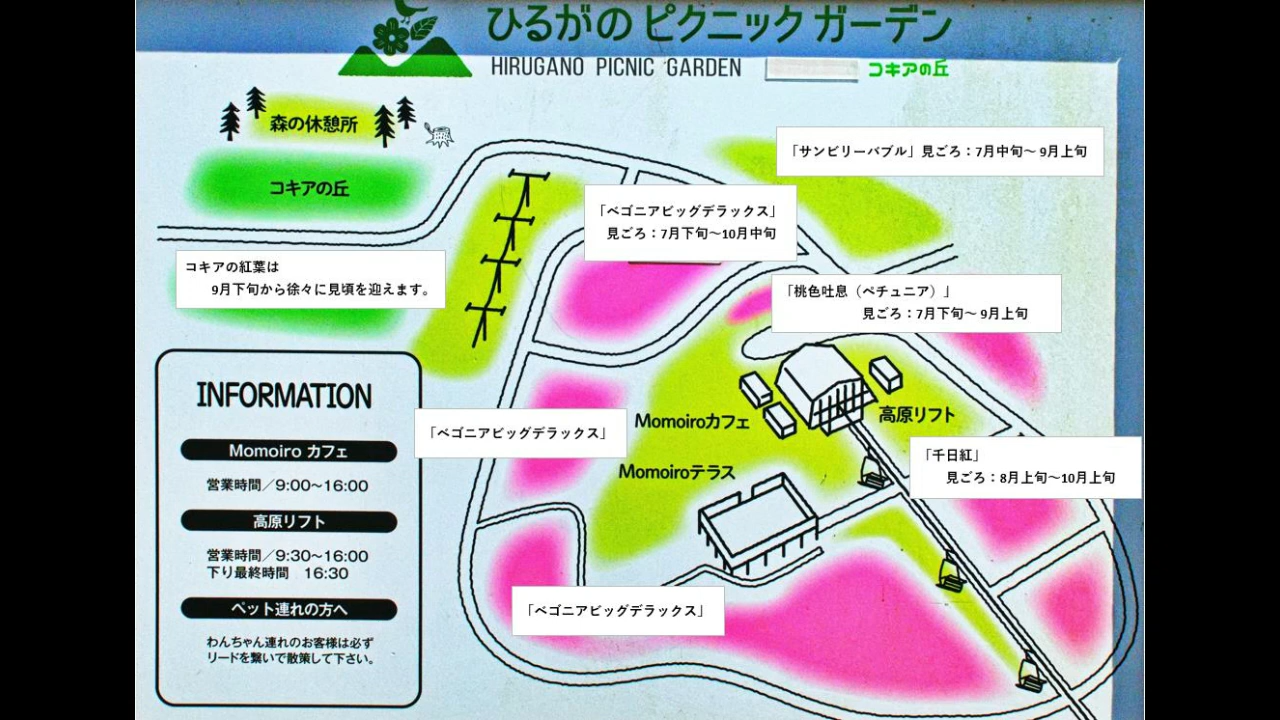 ひるがの ピクニック ガーデン
HIRUGANO PICNIC GARDEN
コキアの丘
森の休憩所
コキアの丘
「サンビリーバブル」見ごろ：7月中旬～ 9月上旬
「ベゴニアビッグデラックス」
見ごろ：7月下旬～10月中旬
コキアの紅葉は
9月下旬から徐々に見頃を迎えます。
「桃色吐息（ペチュニア）」
見ごろ：7月下旬～ 9月上旬
INFORMATION
Momoiro カフェ
営業時間／9:00～16:00
高原リフト
営業時間／9:30～16:00
下り最終時間 16:30
ペット連れの方へ
わんちゃん連れのお客様は必ず
リードを繋いで散策して下さい。
「ベゴニアビッグデラックス」
Momoiroカフェ
高原リフト
Momoiroテラス
「千日紅」
見ごろ：8月上旬～10月上旬
「ベゴニアビッグデラックス」